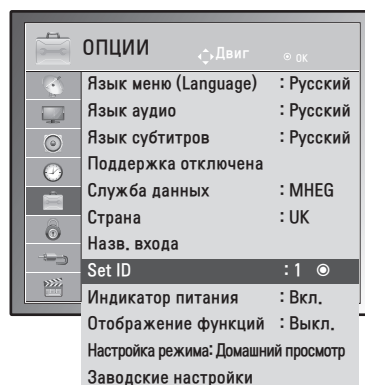 ОПЦИИ
Двиг ОК
Язык меню (Language) : Русский
Язык аудио : Русский
Язык субтитров : Русский
Поддержка отключена
Служба данных : MHEG
Страна : UK
Назв. входа
Set ID : 1
Индикатор питания : Вкл.
Отображение функций : Выкл.
Настройка режима: Домашний просмотр
Заводские настройки